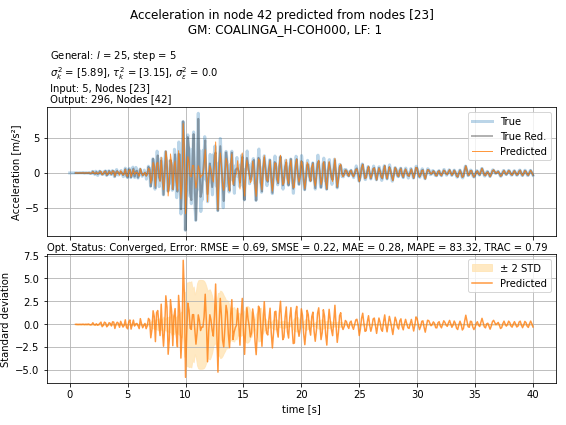 Acceleration in node 42 predicted from nodes [23]
GM: COALINGA_H-COH000, LF: 1
General: l = 25, step = 5
σ²ₖ = [5.89], τ²ₖ = [3.15], σ²ₑ = 0.0
Input: 5, Nodes [23]
Output: 296, Nodes [42]
True
True Red.
Predicted
Acceleration [m/s²]
5
0
−5
Opt. Status: Converged, Error: RMSE = 0.69, SMSE = 0.22, MAE = 0.28, MAPE = 83.32, TRAC = 0.79
± 2 STD
Predicted
Standard deviation
7.5
5.0
2.5
0.0
−2.5
−5.0
0 5 10 15 20 25 30 35 40
time [s]